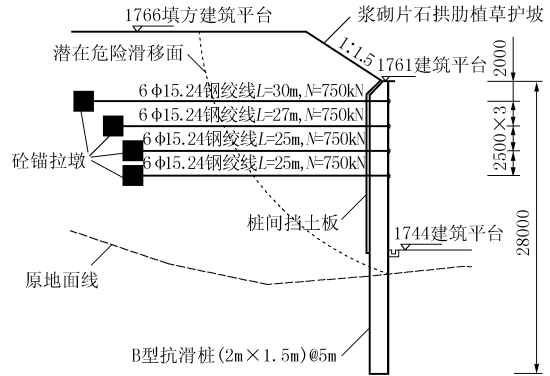 1766填方建筑平台
浆砌片石拱肋植草护坡
潜在危险滑移面
1:1.5
1761建筑平台
2000
6 φ15.24钢绞线L=30m,N=750kN
6 φ15.24钢绞线L=27m,N=750kN
6 φ15.24钢绞线L=25m,N=750kN
6 φ15.24钢绞线L=25m,N=750kN
2500×3
砼锚拉墩
桩间挡土板
1744建筑平台
28000
原地面线
B型抗滑桩(2m×1.5m)@5m